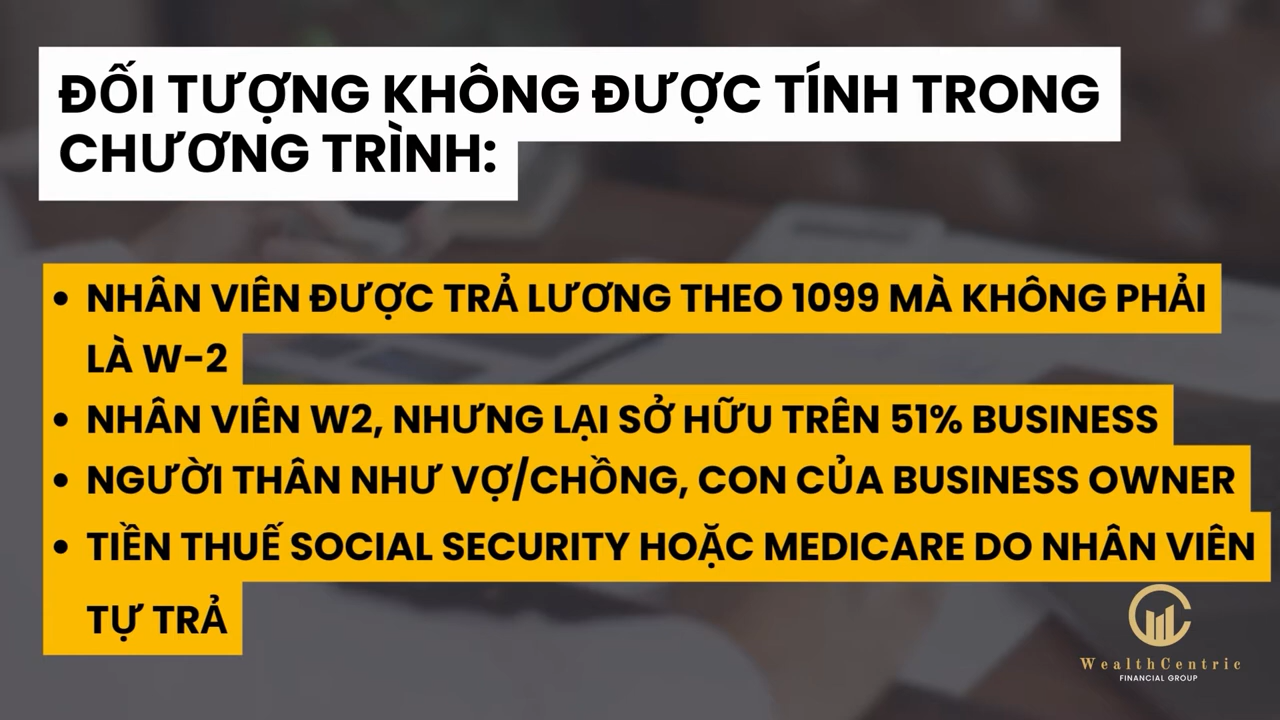 ĐỐI TƯỢNG KHÔNG ĐƯỢC TÍNH TRONG
CHƯƠNG TRÌNH:
• NHÂN VIÊN ĐƯỢC TRẢ LƯƠNG THEO 1099 MÀ KHÔNG PHẢI
LÀ W-2
• NHÂN VIÊN W2, NHƯNG LẠI SỞ HỮU TRÊN 51% BUSINESS
• NGƯỜI THÂN NHƯ VỢ/CHỒNG, CON CỦA BUSINESS OWNER
• TIỀN THUẾ SOCIAL SECURITY HOẶC MEDICARE DO NHÂN VIÊN
TỰ TRẢ
WealthCentric
FINANCIAL GROUP